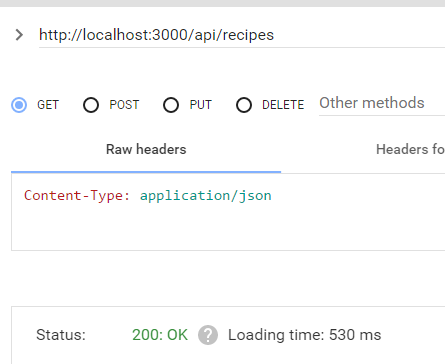 http://localhost:3000/api/recipes
GET POST PUT DELETE Other methods
Raw headers Headers fo
Content-Type: application/json
Status: 200: OK ? Loading time: 530 ms